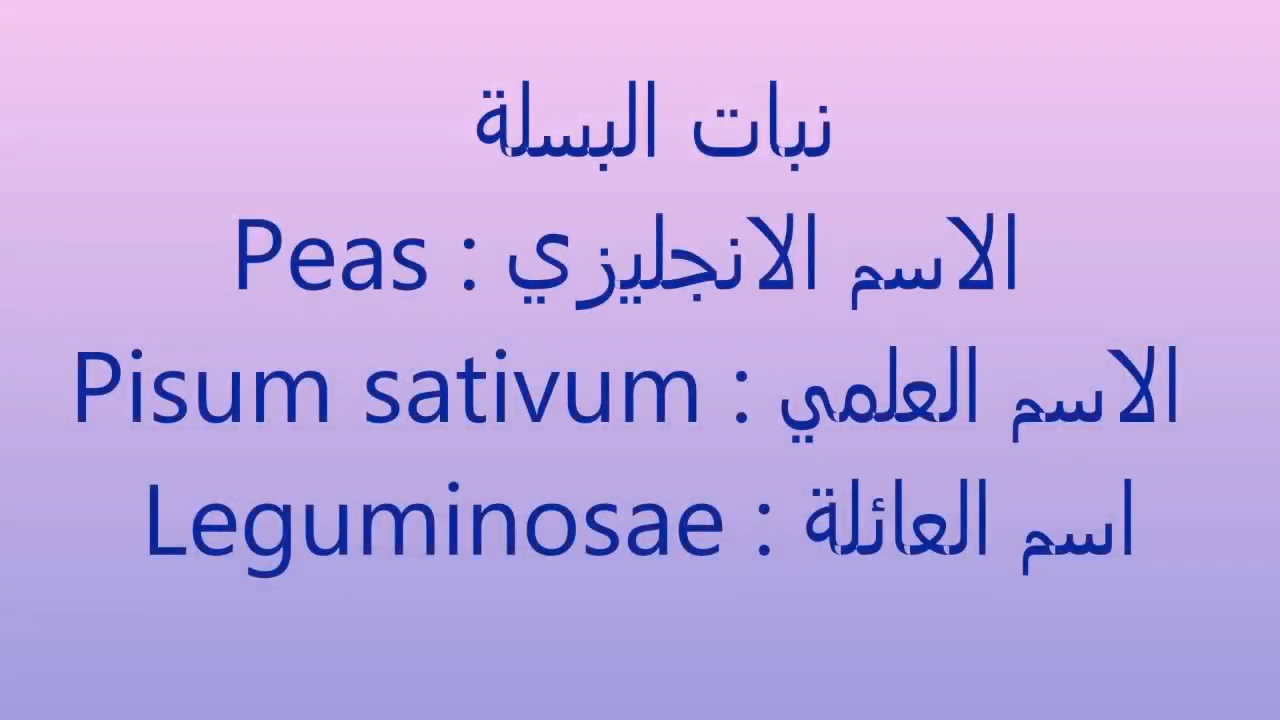 نبات البسلة
الاسم الانجليزي : Peas
الاسم العلمي : Pisum sativum
اسم العائلة : Leguminosae